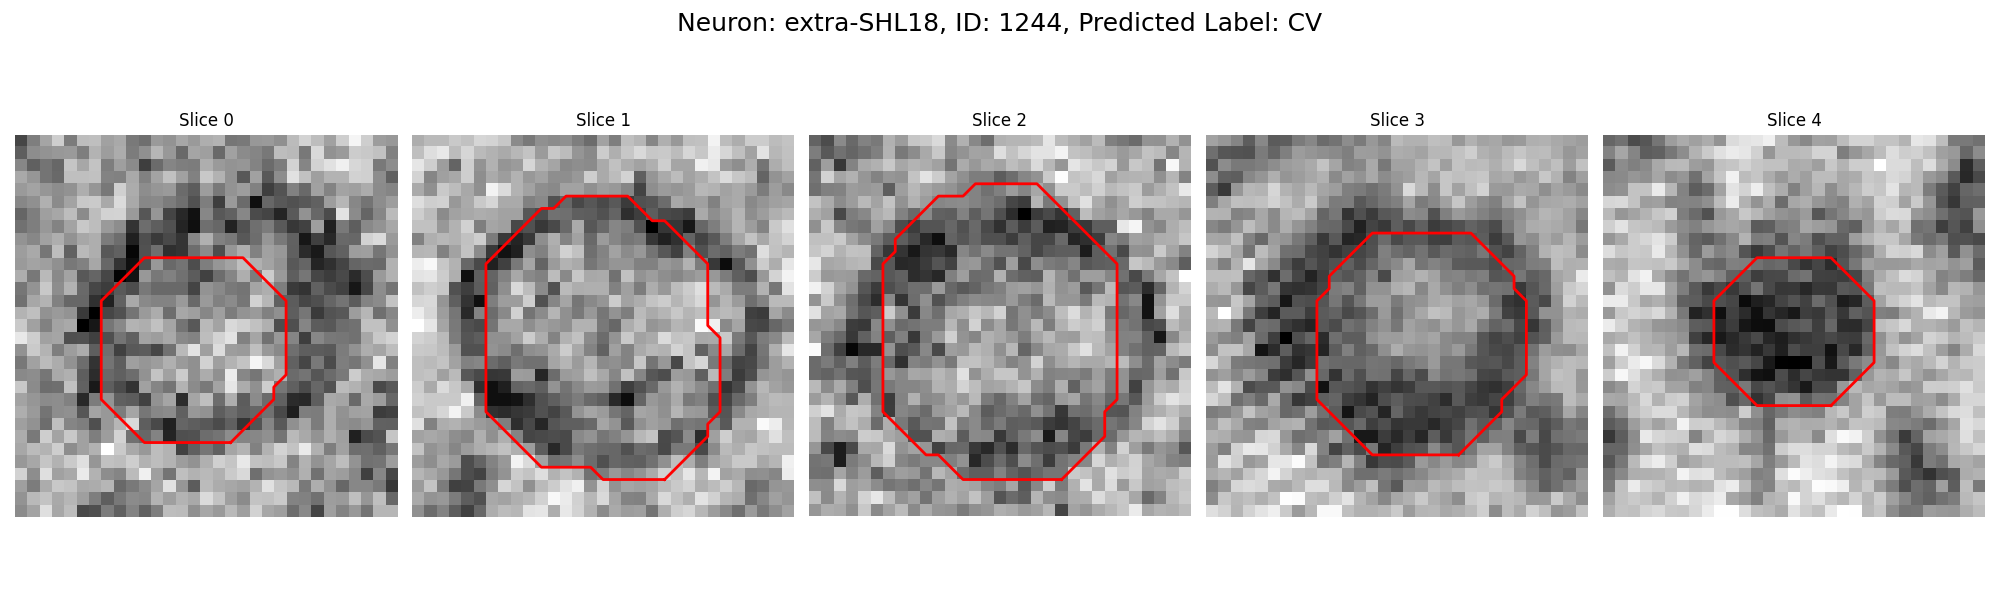 Neuron: extra-SHL18, ID: 1244, Predicted Label: CV
Slice 0
Slice 1
Slice 2
Slice 3
Slice 4